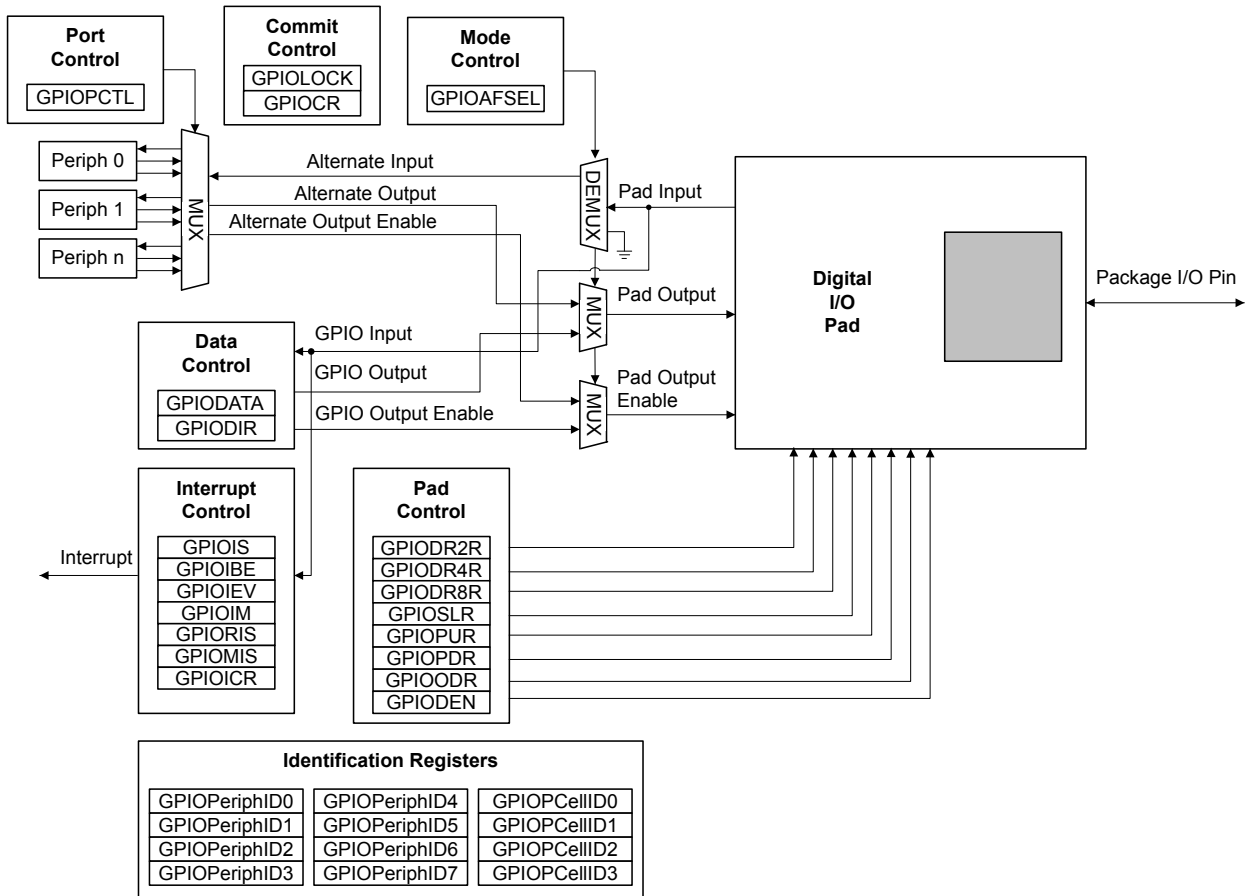 Port
Control
GPIOPCTL
Commit
Control
GPIOLOCK
GPIOCR
Mode
Control
GPIOAFSEL
Periph 0
Periph 1
Periph n
MUX
Alternate Input
Alternate Output
Alternate Output Enable
DEMUX
Pad Input
MUX
Pad Output
MUX
Pad Output
Enable
Digital
I/O
Pad
Package I/O Pin
Data
Control
GPIODATA
GPIODIR
GPIO Input
GPIO Output
GPIO Output Enable
Interrupt
Interrupt
Control
GPIOIS
GPIOIBE
GPIOIEV
GPIOIM
GPIORIS
GPIOMIS
GPIOICR
Pad
Control
GPIODR2R
GPIODR4R
GPIODR8R
GPIOSLR
GPIOPUR
GPIOPDR
GPIOODR
GPIODEN
Identification Registers
GPIOPeriphID0
GPIOPeriphID1
GPIOPeriphID2
GPIOPeriphID3
GPIOPeriphID4
GPIOPeriphID5
GPIOPeriphID6
GPIOPeriphID7
GPIOPCellID0
GPIOPCellID1
GPIOPCellID2
GPIOPCellID3